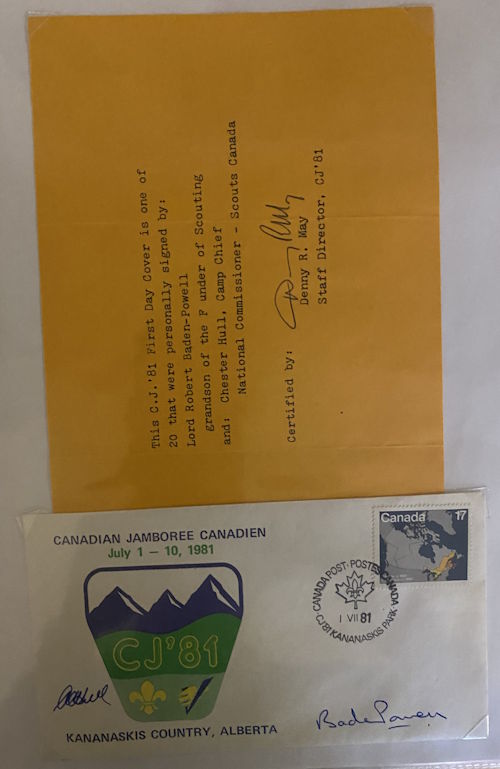 This C.J.'81 First Day Cover is one of
20 that were personally signed by:
Lord Robert Baden-Powell
grandson of the F under of Scouting
and: Chester Hull, Camp Chief
National Commissioner - Scouts Canada
Certified by:
Denny R. May
Staff Director, CJ'81
CANADIAN JAMBOREE CANADIEN
July 1 – 10, 1981
CJ'81
KANANASKIS COUNTRY, ALBERTA
Canada 17
CANADA POST·POSTES CANADA
1 VII 81
CJ'81 KANANASKIS PARK
Baden Powell